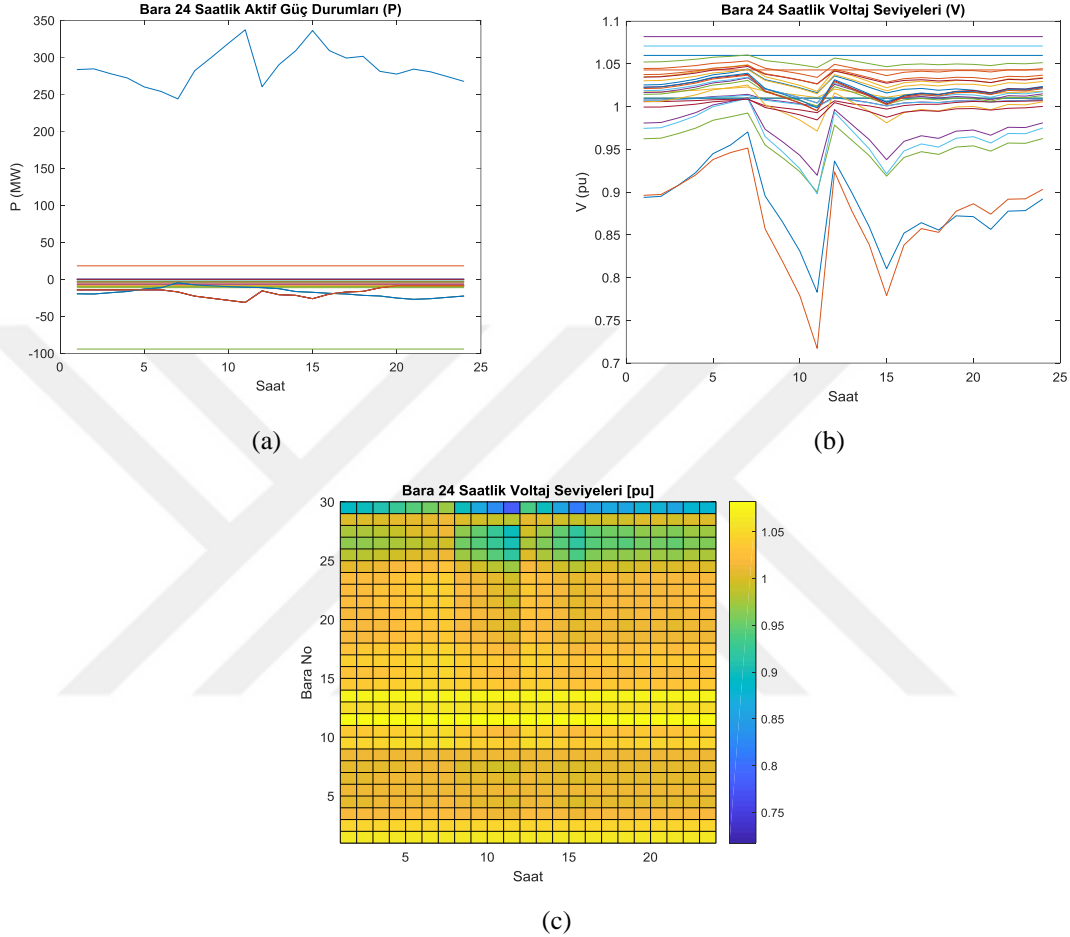 Bara 24 Saatlik Aktif Güç Durumları (P)
350
300
250
200
150
100
50
0
-50
-100
P (MW)
0 5 10 15 20 25
Saat
(a)
Bara 24 Saatlik Voltaj Seviyeleri (V)
1.1
1.05
1
0.95
0.9
0.85
0.8
0.75
0.7
V (pu)
0 5 10 15 20 25
Saat
(b)
Bara 24 Saatlik Voltaj Seviyeleri [pu]
30
25
20
15
10
5
Bara No
5 10 15 20
Saat
1.05
1
0.95
0.9
0.85
0.8
0.75
(c)